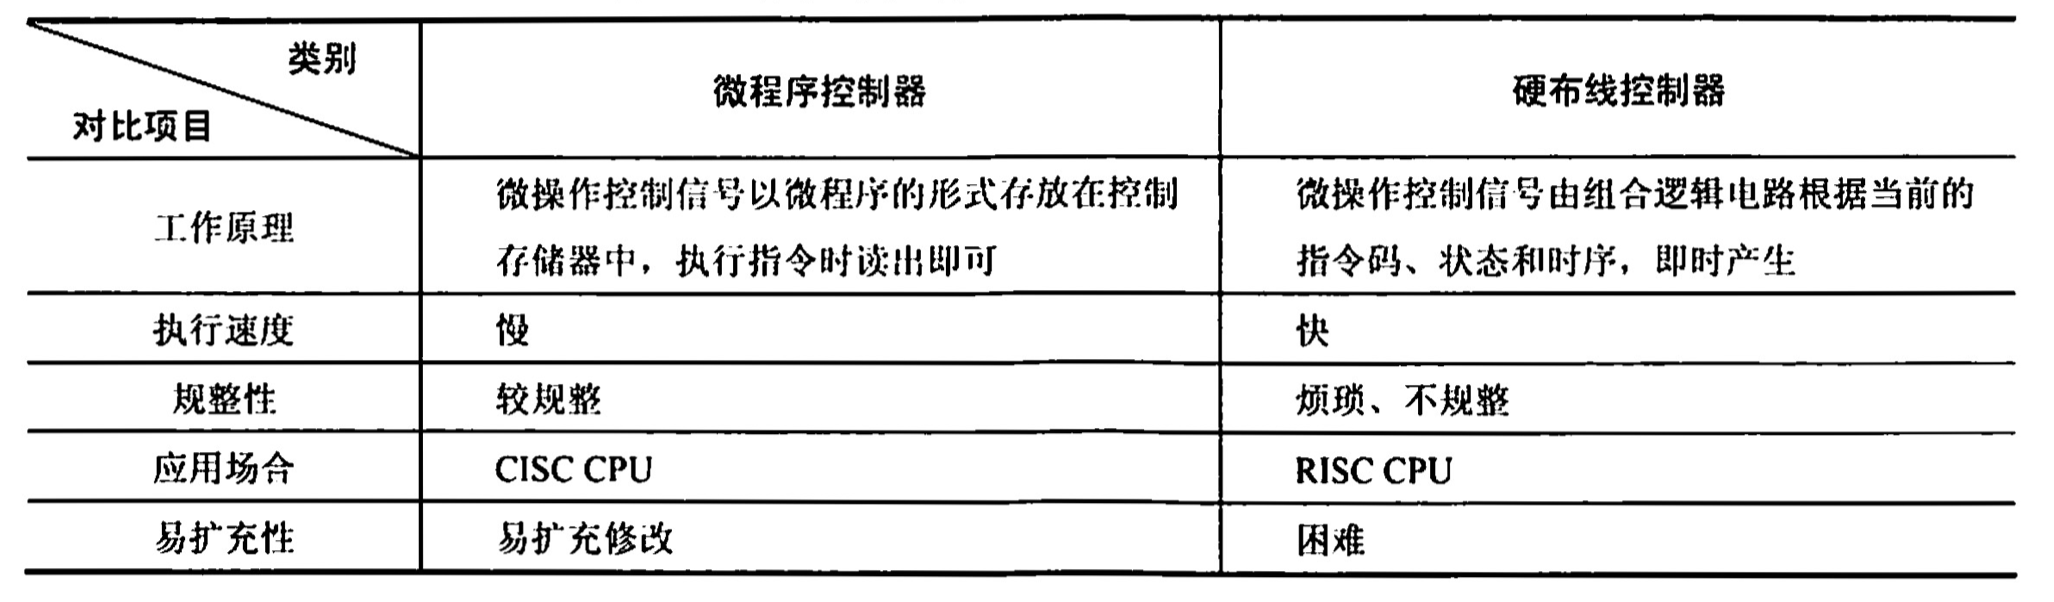 类别
对比项目
微程序控制器
硬布线控制器
工作原理
微操作控制信号以微程序的形式存放在控制
存储器中，执行指令时读出即可
微操作控制信号由组合逻辑电路根据当前的
指令码、状态和时序，即时产生
执行速度
慢
快
规整性
较规整
烦琐、不规整
应用场合
CISC CPU
RISC CPU
易扩充性
易扩充修改
困难